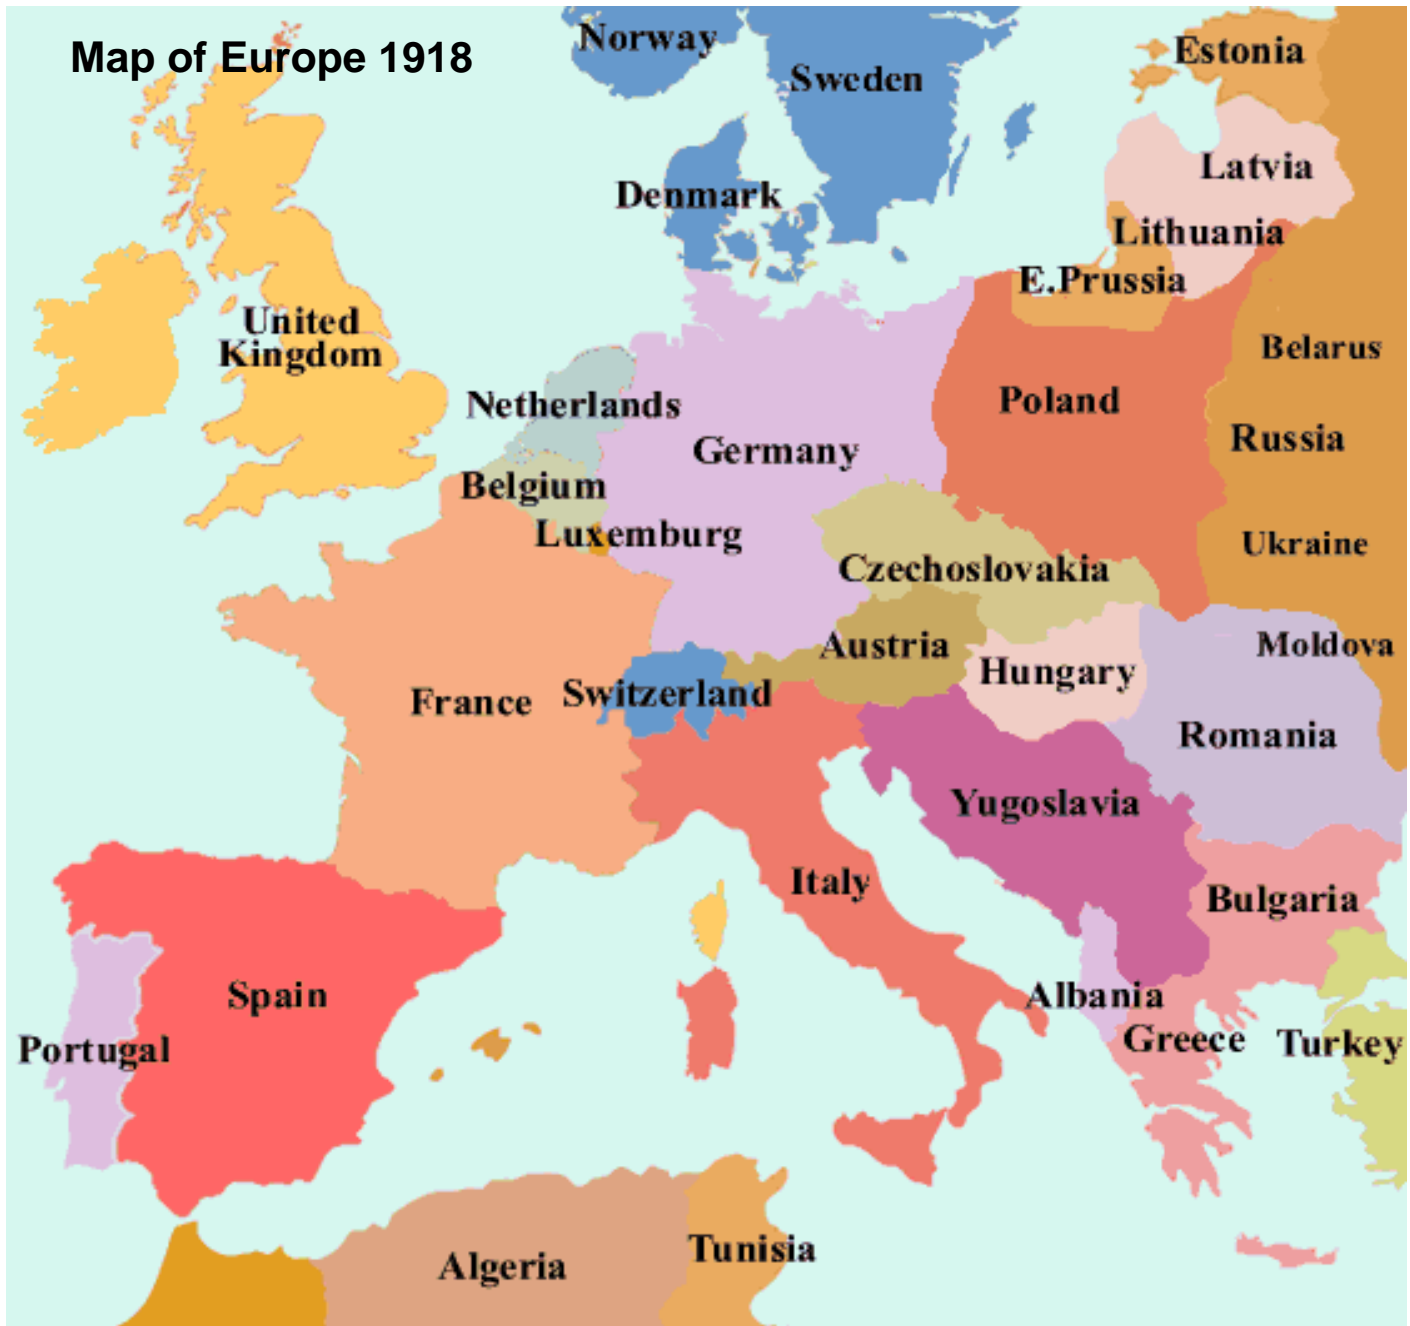 Map of Europe 1918
Norway
Sweden
Estonia
Latvia
Denmark
Lithuania
E.Prussia
United
Kingdom
Belarus
Netherlands
Poland
Germany
Russia
Belgium
Luxemburg
Ukraine
Czechoslovakia
Austria
Moldova
Hungary
France
Switzerland
Romania
Yugoslavia
Italy
Bulgaria
Spain
Albania
Portugal
Greece
Turkey
Algeria
Tunisia